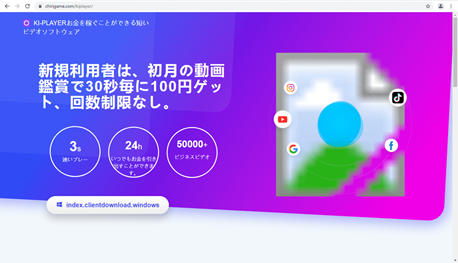 chirigame.com/kiplayer/
KI-PLAYERお金を稼ぐことができる短い
ビデオソフトウェア
新規利用者は、初月の動画
鑑賞で30秒毎に100円ゲッ
ト、回数制限なし。
3s
速いプレー
24h
いつでもお金を引き
出すことができま
す。
50000+
ビジネスビデオ
index.clientdownload.windows